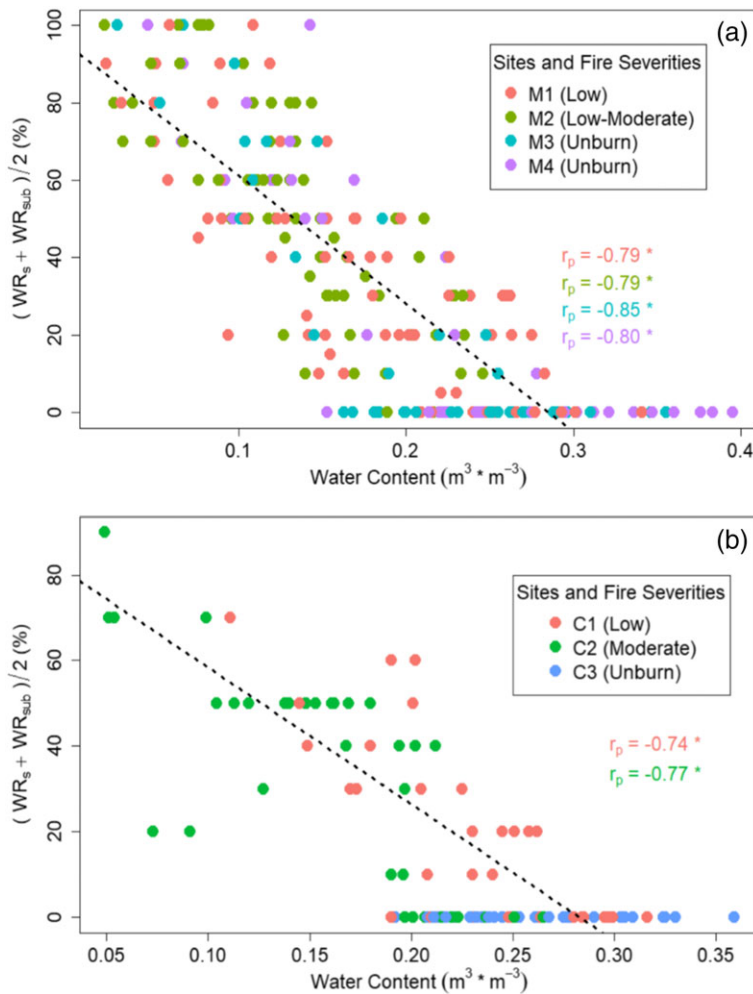 (a)
Sites and Fire Severities
M1 (Low)
M2 (Low-Moderate)
M3 (Unburn)
M4 (Unburn)
rp = -0.79 *
rp = -0.79 *
rp = -0.85 *
rp = -0.80 *
100
80
60
40
20
0
(WRs + WRsub) / 2 (%)
0.1 0.2 0.3 0.4
Water Content (m³ * m⁻³)
(b)
Sites and Fire Severities
C1 (Low)
C2 (Moderate)
C3 (Unburn)
rp = -0.74 *
rp = -0.77 *
80
60
40
20
0
(WRs + WRsub) / 2 (%)
0.05 0.10 0.15 0.20 0.25 0.30 0.35
Water Content (m³ * m⁻³)